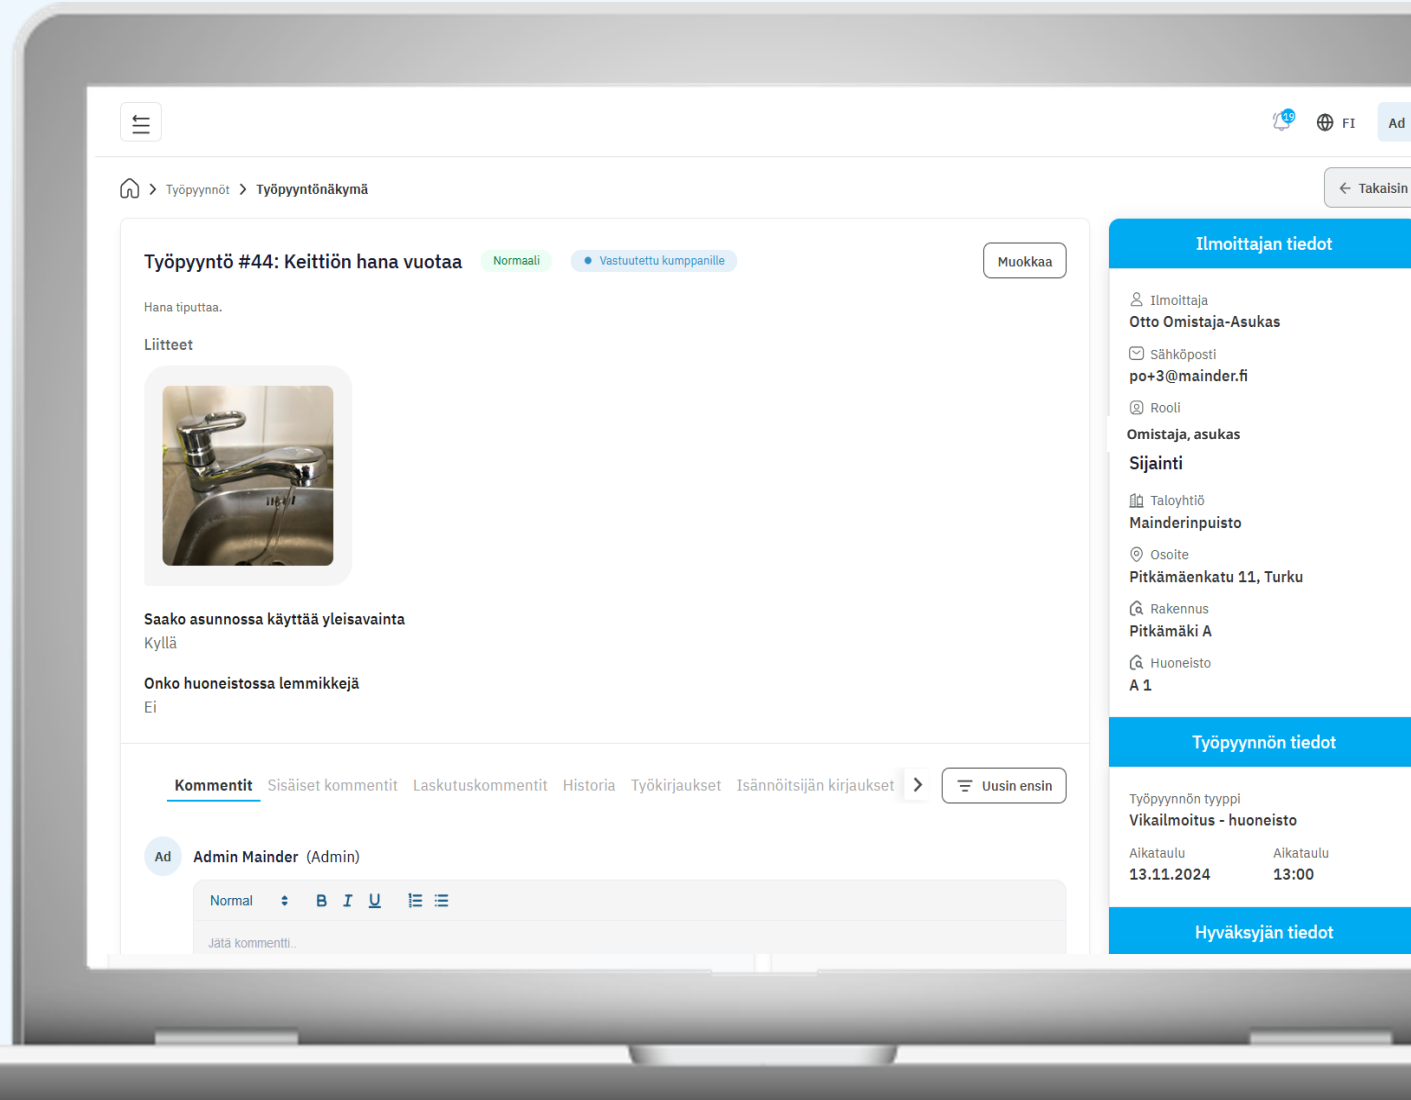 19
FI
Ad
Työpyynnöt
Työpyyntönäkymä
Takaisin
Työpyyntö #44: Keittiön hana vuotaa
Normaali
Vastuutettu kumppanille
Muokkaa
Hana tiputtaa.
Liitteet
Saako asunnossa käyttää yleisavainta
Kyllä
Onko huoneistossa lemmikkejä
Ei
Kommentit Sisäiset kommentit Laskutuskommentit Historia Työkirjaukset Isännöitsijän kirjaukset
Uusin ensin
Ad
Admin Mainder (Admin)
Normal B I U
Jätä kommentti..
Ilmoittajan tiedot
Ilmoittaja
Otto Omistaja-Asukas
Sähköposti
po+3@mainder.fi
Rooli
Omistaja, asukas
Sijainti
Taloyhtiö
Mainderinpuisto
Osoite
Pitkämäenkatu 11, Turku
Rakennus
Pitkämäki A
Huoneisto
A 1
Työpyynnön tiedot
Työpyynnön tyyppi
Vikailmoitus - huoneisto
Aikataulu Aikataulu
13.11.2024 13:00
Hyväksyjän tiedot